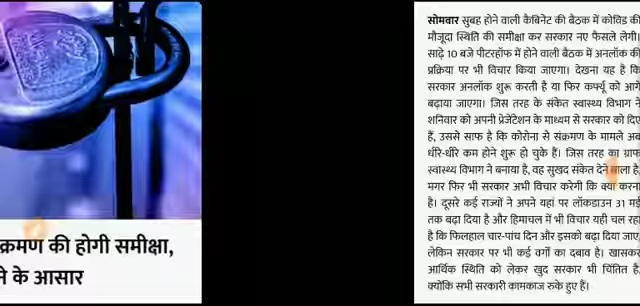 क्रमण की होगी समीक्षा,
के आसार
सोमवार सुबह होने वाली कैबिनेट की बैठक में कोविड की
मौजूदा स्थिति की समीक्षा कर सरकार नए फैसले लेगी।
साढ़े 10 बजे पीटरहॉफ में होने वाली बैठक में अनलॉक की
प्रक्रिया पर भी विचार किया जाएगा। देखना यह है कि
सरकार अनलॉक शुरू करती है या फिर कर्फ्यू को आगे
बढ़ाया जाएगा। जिस तरह के संकेत स्वास्थ्य विभाग ने
शनिवार को अपनी प्रेजेंटेशन के माध्यम से सरकार को दिए
हैं, उससे साफ है कि कोरोना से संक्रमण के मामले अब
धीरे-धीरे कम होने शुरू हो चुके हैं। जिस तरह का ग्राफ
स्वास्थ्य विभाग ने बनाया है, वह सुखद संकेत देने वाला है,
मगर फिर भी सरकार अभी विचार करेगी कि क्या करना
है। दूसरे कई राज्यों ने अपने यहां पर लॉकडाउन 31 मई
तक बढ़ा दिया है और हिमाचल में भी विचार यही चल रहा
है कि फिलहाल चार-पांच दिन और इसको बढ़ा दिया जाए,
लेकिन सरकार पर भी कई वर्गों का दबाव है। खासकर
आर्थिक स्थिति को लेकर खुद सरकार भी चिंतित है,
क्योंकि सभी सरकारी कामकाज रुके हुए हैं।